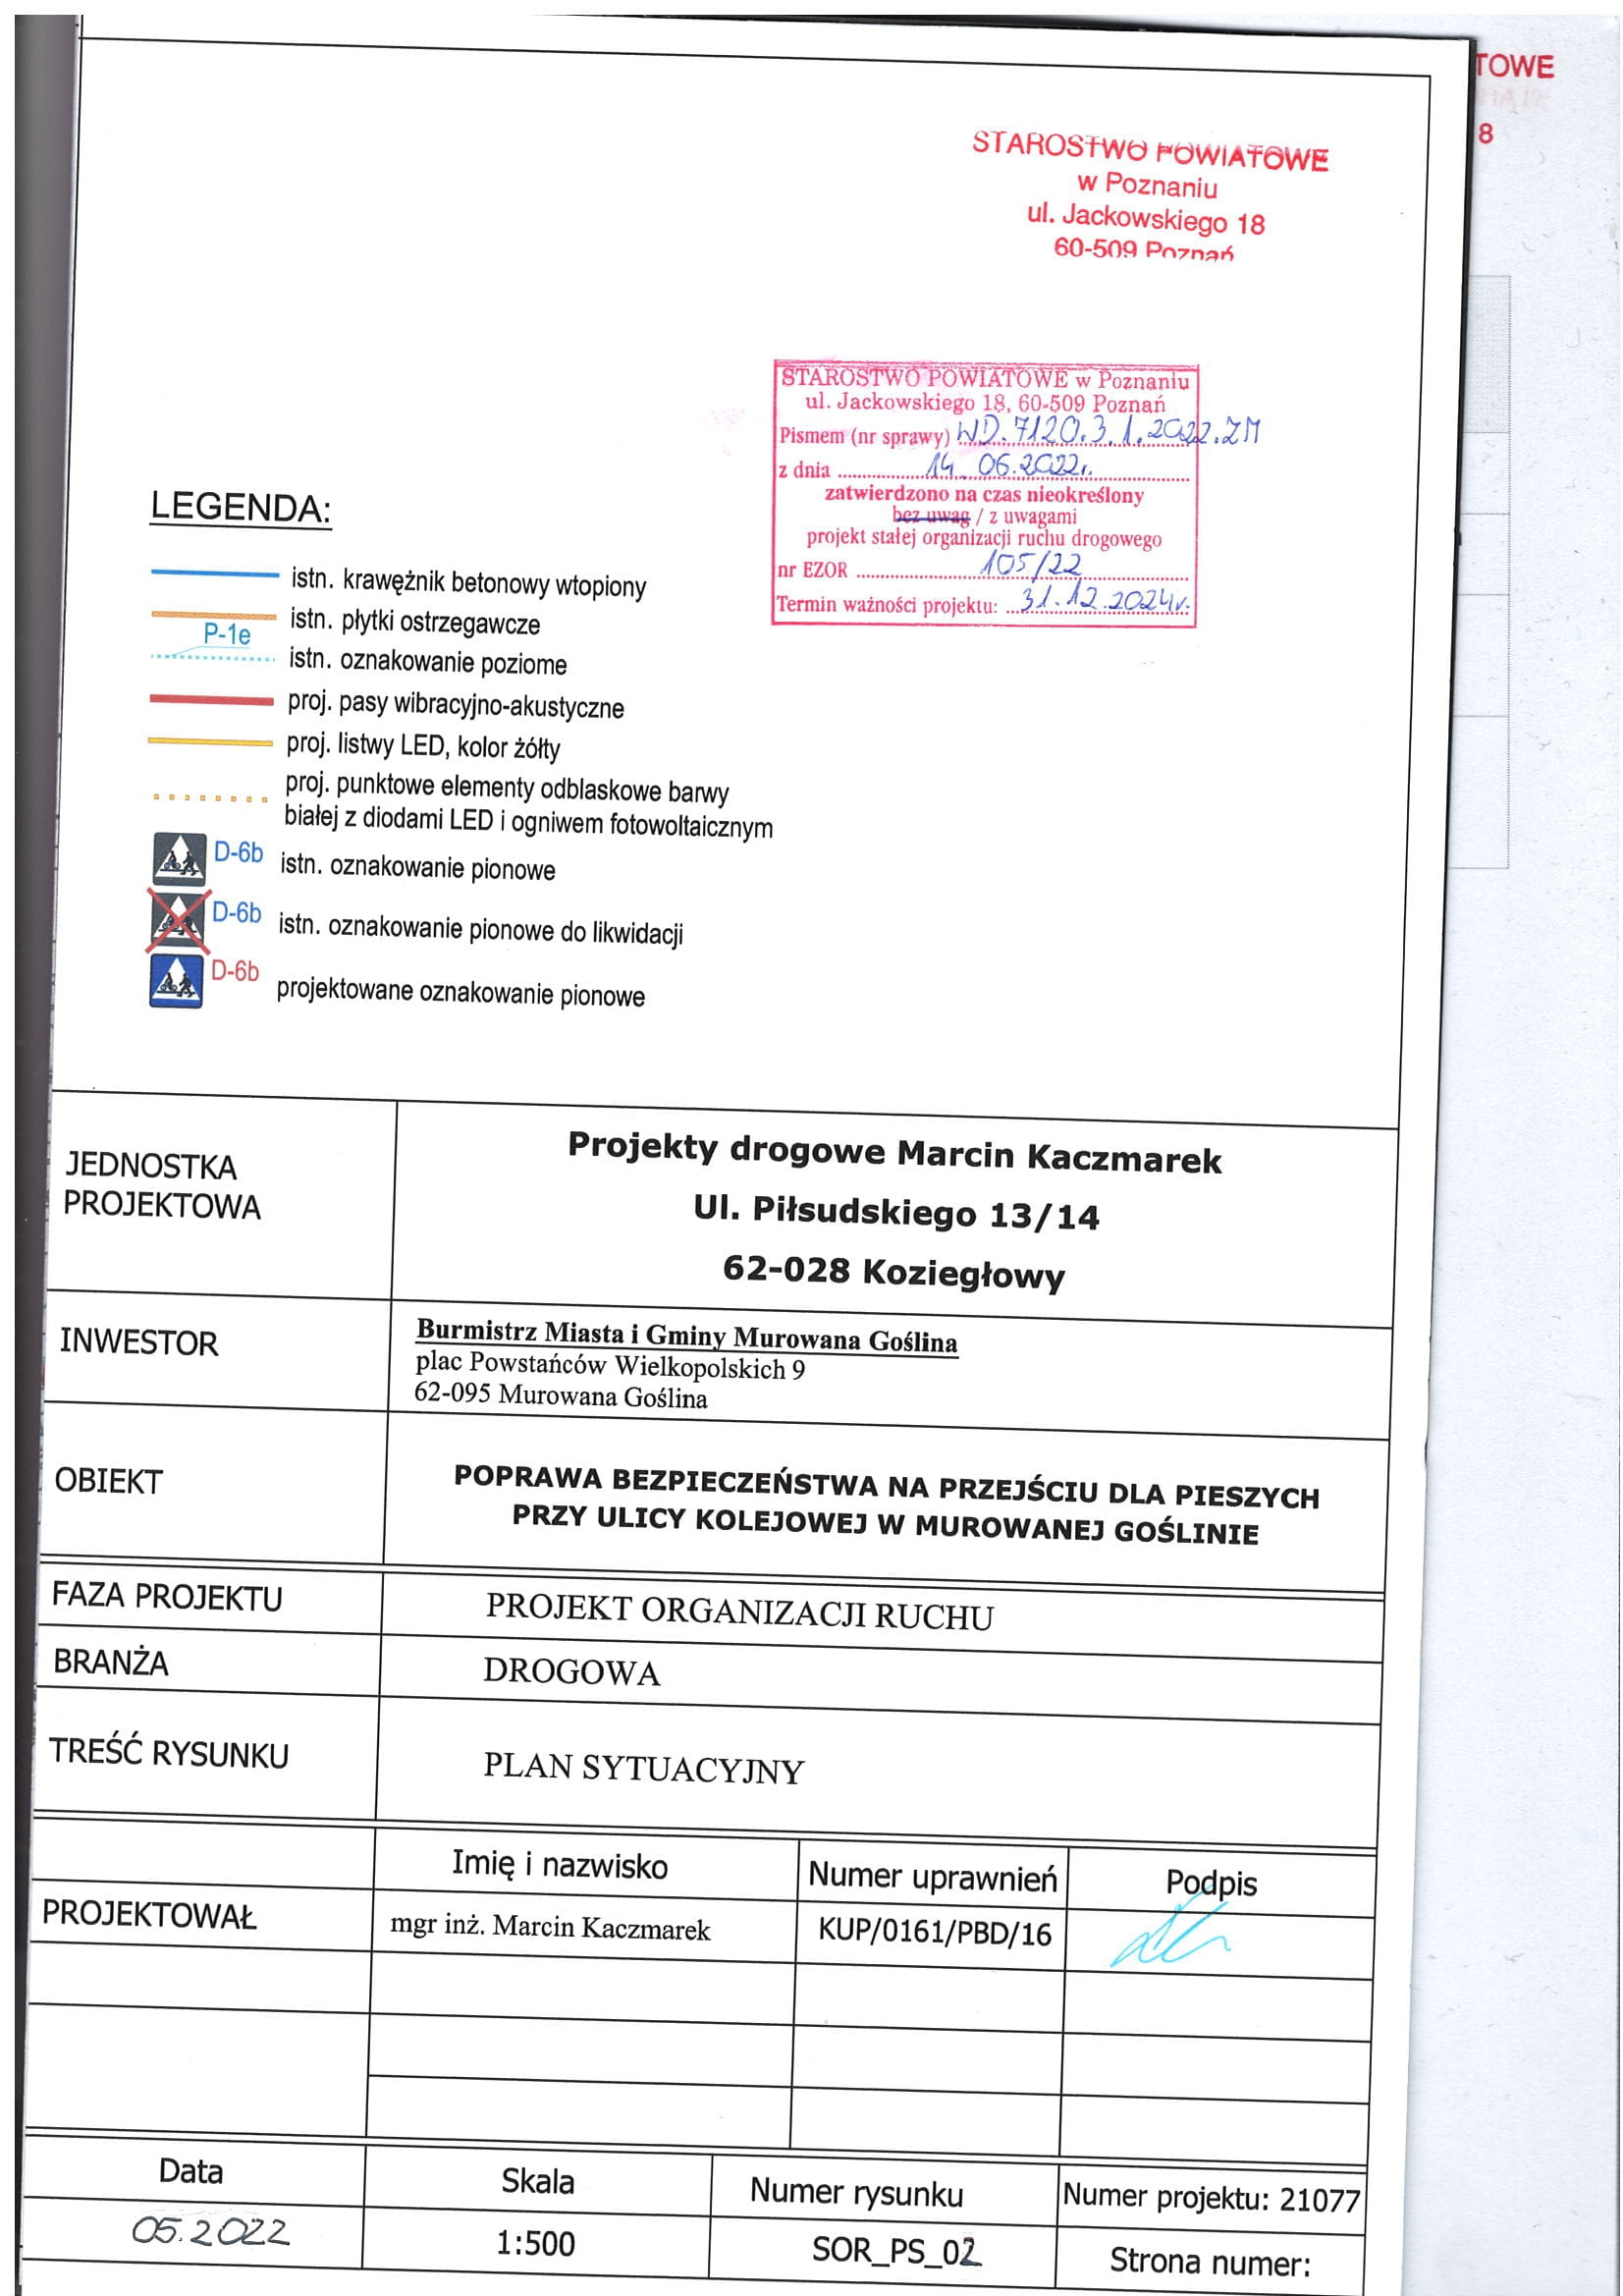 TOWE
8
STAROSTWO POWIATOWE
w Poznaniu
ul. Jackowskiego 18
60-509 Poznań
STAROSTWO POWIATOWE w Poznaniu
ul. Jackowskiego 18, 60-509 Poznań
Pismem (nr sprawy) WD.7120.3.1.2022.ZM
z dnia 14.06.2022r.
zatwierdzono na czas nieokreślony
bez uwag / z uwagami
projekt stałej organizacji ruchu drogowego
nr EZOR 105/22
Termin ważności projektu: 31.12.2024r.
LEGENDA:
istn. krawężnik betonowy wtopiony
istn. płytki ostrzegawcze
P-1e
istn. oznakowanie poziome
proj. pasy wibracyjno-akustyczne
proj. listwy LED, kolor żółty
proj. punktowe elementy odblaskowe barwy
białej z diodami LED i ogniwem fotowoltaicznym
D-6b istn. oznakowanie pionowe
D-6b istn. oznakowanie pionowe do likwidacji
D-6b projektowane oznakowanie pionowe
JEDNOSTKA
PROJEKTOWA
Projekty drogowe Marcin Kaczmarek
Ul. Piłsudskiego 13/14
62-028 Koziegłowy
INWESTOR
Burmistrz Miasta i Gminy Murowana Goślina
plac Powstańców Wielkopolskich 9
62-095 Murowana Goślina
OBIEKT
POPRAWA BEZPIECZEŃSTWA NA PRZEJŚCIU DLA PIESZYCH
PRZY ULICY KOLEJOWEJ W MUROWANEJ GOŚLINIE
FAZA PROJEKTU PROJEKT ORGANIZACJI RUCHU
BRANŻA DROGOWA
TREŚĆ RYSUNKU PLAN SYTUACYJNY
Imię i nazwisko Numer uprawnień Podpis
PROJEKTOWAŁ mgr inż. Marcin Kaczmarek KUP/0161/PBD/16
Data Skala Numer rysunku Numer projektu: 21077
05.2022 1:500 SOR_PS_02 Strona numer: